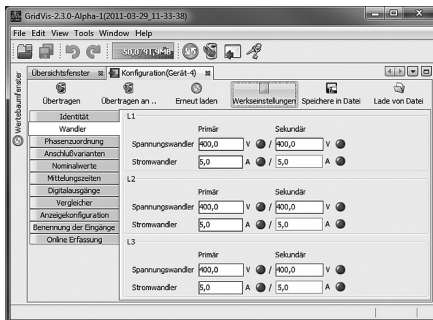 GridVis-2.3.0-Alpha-1(2011-03-29_11-33-38)
File Edit View Tools Window Help
50,0/91,9MB
Übersichtsfenster
Konfiguration(Gerät-4)
Wertebaumfenster
Übertragen
Übertragen an ..
Erneut laden
Werkseinstellungen
Speichere in Datei
Lade von Datei
Identität
Wandler
Phasenzuordnung
Anschlußvarianten
Nominalwerte
Mittelungszeiten
Digitalausgänge
Vergleicher
Anzeigekonfiguration
Benennung der Eingänge
Online Erfassung
L1
Primär Sekundär
Spannungswandler 400,0 V / 400,0 V
Stromwandler 5,0 A / 5,0 A
L2
Primär Sekundär
Spannungswandler 400,0 V / 400,0 V
Stromwandler 5,0 A / 5,0 A
L3
Primär Sekundär
Spannungswandler 400,0 V / 400,0 V
Stromwandler 5,0 A / 5,0 A